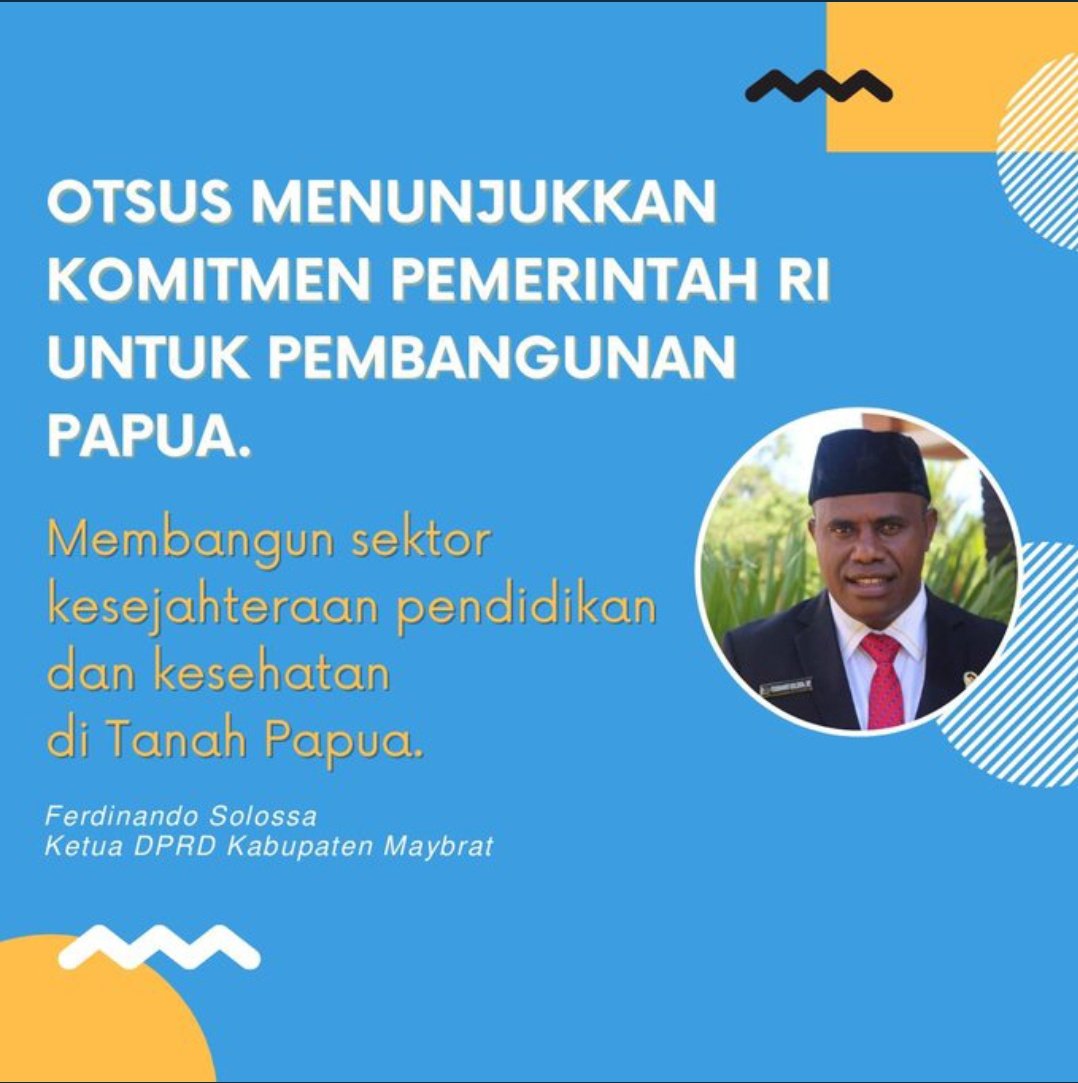 OTSUS MENUNJUKKAN
KOMITMEN PEMERINTAH RI
UNTUK PEMBANGUNAN
PAPUA.
Membangun sektor
kesejahteraan pendidikan
dan kesehatan
di Tanah Papua.
Ferdinando Solossa
Ketua DPRD Kabupaten Maybrat